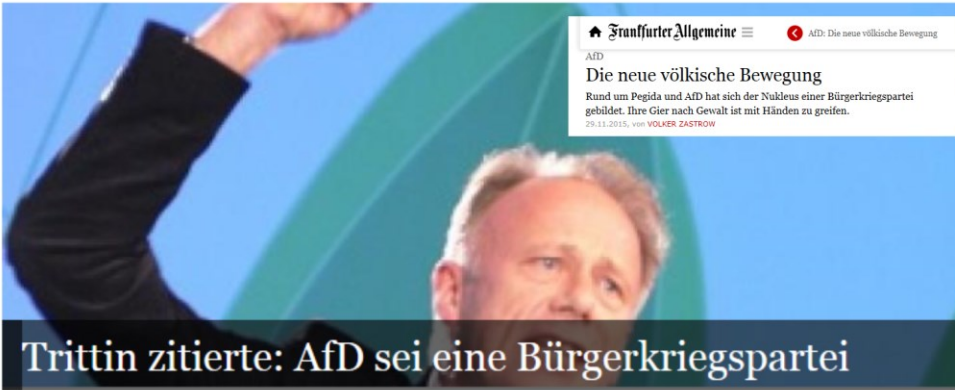 Frankfurter Allgemeine
AfD: Die neue völkische Bewegung
AfD
Die neue völkische Bewegung
Rund um Pegida und AfD hat sich der Nukleus einer Bürgerkriegspartei
gebildet. Ihre Gier nach Gewalt ist mit Händen zu greifen.
29.11.2015, von VOLKER ZASTROW
Trittin zitierte: AfD sei eine Bürgerkriegspartei